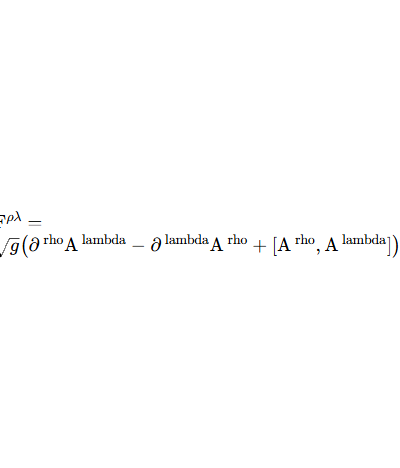 F^{ρλ} =
√g(∂^{rho}A^{lambda} − ∂^{lambda}A^{rho} + [A^{rho}, A^{lambda}])